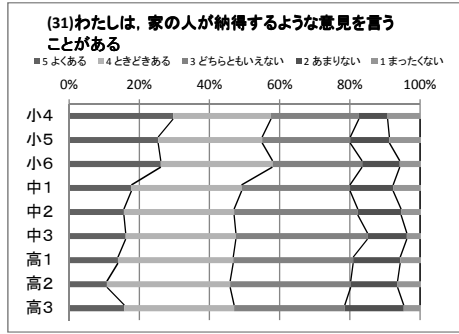 (31)わたしは，家の人が納得するような意見を言う
ことがある
5 よくある 4 ときどきある 3 どちらともいえない 2 あまりない 1 まったくない
0% 20% 40% 60% 80% 100%
小4
小5
小6
中1
中2
中3
高1
高2
高3